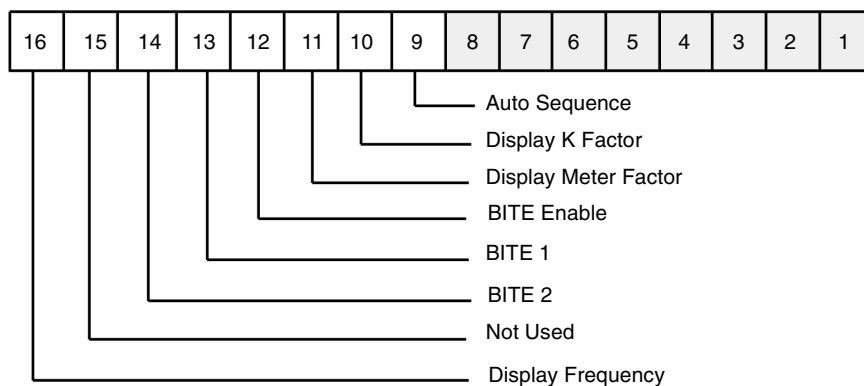 16 15 14 13 12 11 10 9 8 7 6 5 4 3 2 1
Auto Sequence
Display K Factor
Display Meter Factor
BITE Enable
BITE 1
BITE 2
Not Used
Display Frequency